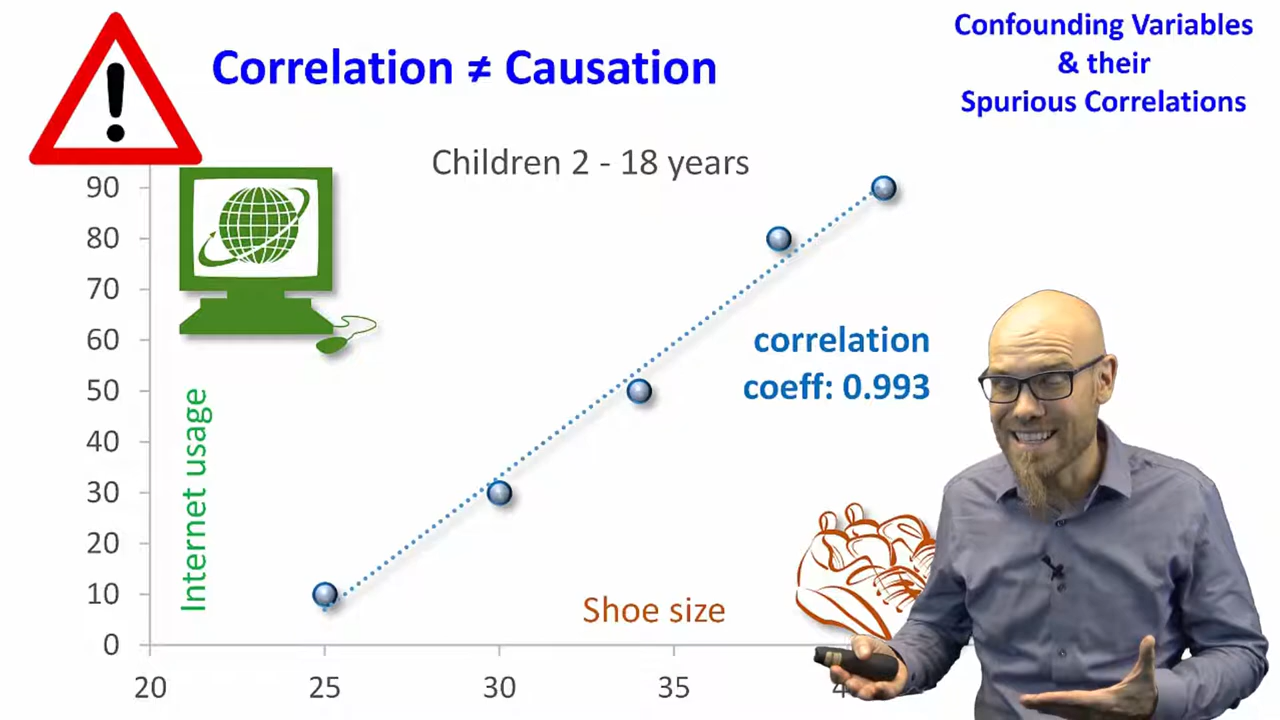 Correlation ≠ Causation
Confounding Variables
& their
Spurious Correlations
Children 2 - 18 years
90
80
70
60
50
40
30
20
10
0
Internet usage
correlation
coeff: 0.993
Shoe size
20
25
30
35